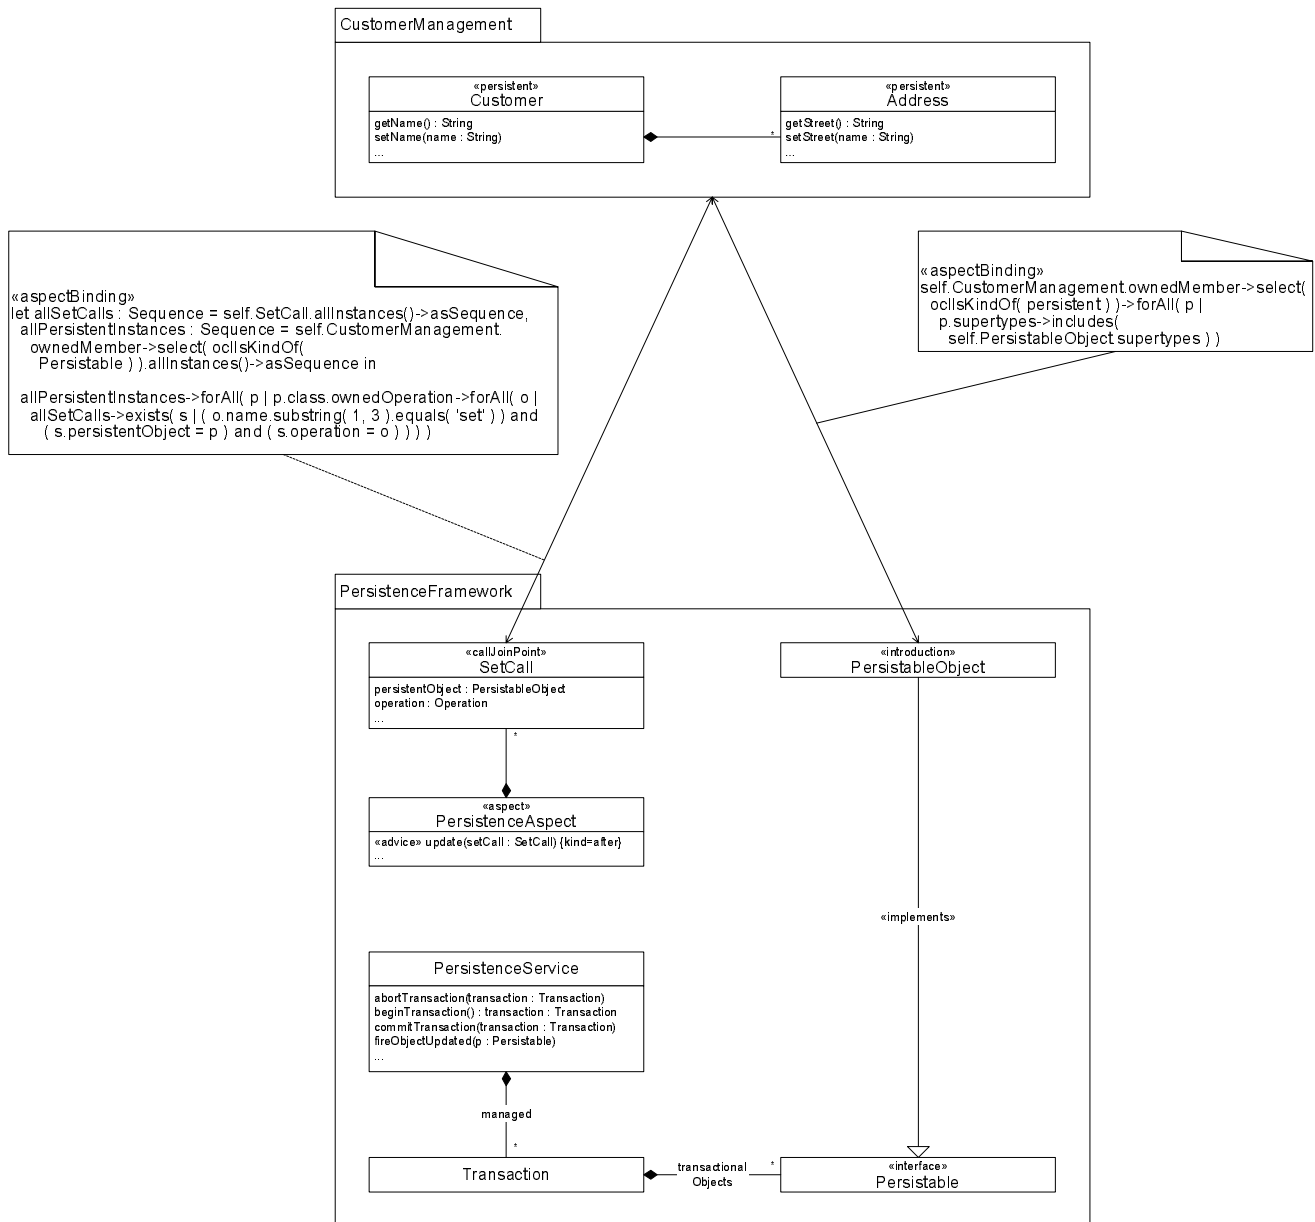 CustomerManagement
«persistent»
Customer
getName() : String
setName(name : String)
...
*
«persistent»
Address
getStreet() : String
setStreet(name : String)
...
«aspectBinding»
let allSetCalls : Sequence = self.SetCall.allInstances()->asSequence,
allPersistentInstances : Sequence = self.CustomerManagement.
ownedMember->select( oclIsKindOf(
Persistable ) ).allInstances()->asSequence in
allPersistentInstances->forAll( p | p.class.ownedOperation->forAll( o |
allSetCalls->exists( s | ( o.name.substring( 1, 3 ).equals( 'set' ) ) and
( s.persistentObject = p ) and ( s.operation = o ) ) ) )
«aspectBinding»
self.CustomerManagement.ownedMember->select(
oclIsKindOf( persistent ) )->forAll( p |
p.supertypes->includes(
self.PersistableObject.supertypes ) )
PersistenceFramework
«callJoinPoint»
SetCall
persistentObject : PersistableObject
operation : Operation
...
*
«introduction»
PersistableObject
«aspect»
PersistenceAspect
«advice» update(setCall : SetCall) {kind=after}
...
«implements»
PersistenceService
abortTransaction(transaction : Transaction)
beginTransaction() : transaction : Transaction
commitTransaction(transaction : Transaction)
fireObjectUpdated(p : Persistable)
...
managed
*
Transaction
transactional
Objects
*
«interface»
Persistable